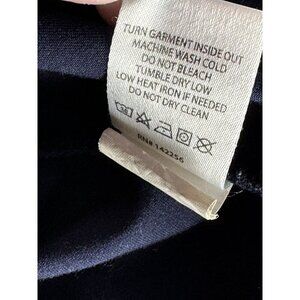 TURN GARMENT INSIDE OUT
MACHINE WASH COLD
DO NOT BLEACH
TUMBLE DRY LOW
LOW HEAT IRON IF NEEDED
DO NOT DRY CLEAN
RN# 142256